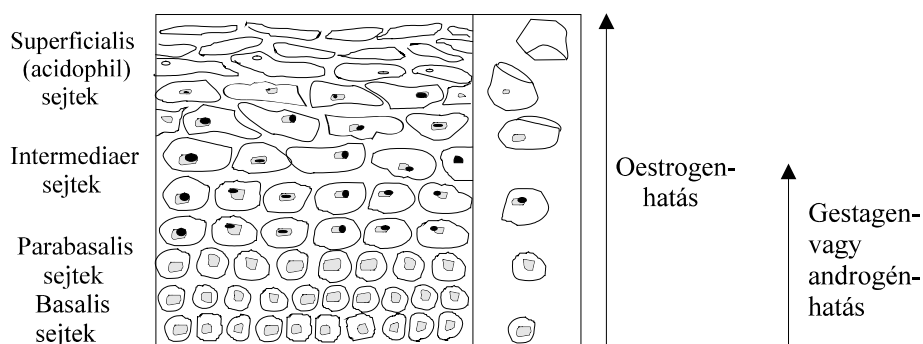 Superficialis
(acidophil)
sejtek
Intermediaer
sejtek
Parabasalis
sejtek
Basalis
sejtek
Oestrogen-
hatás
Gestagen-
vagy
androgén-
hatás